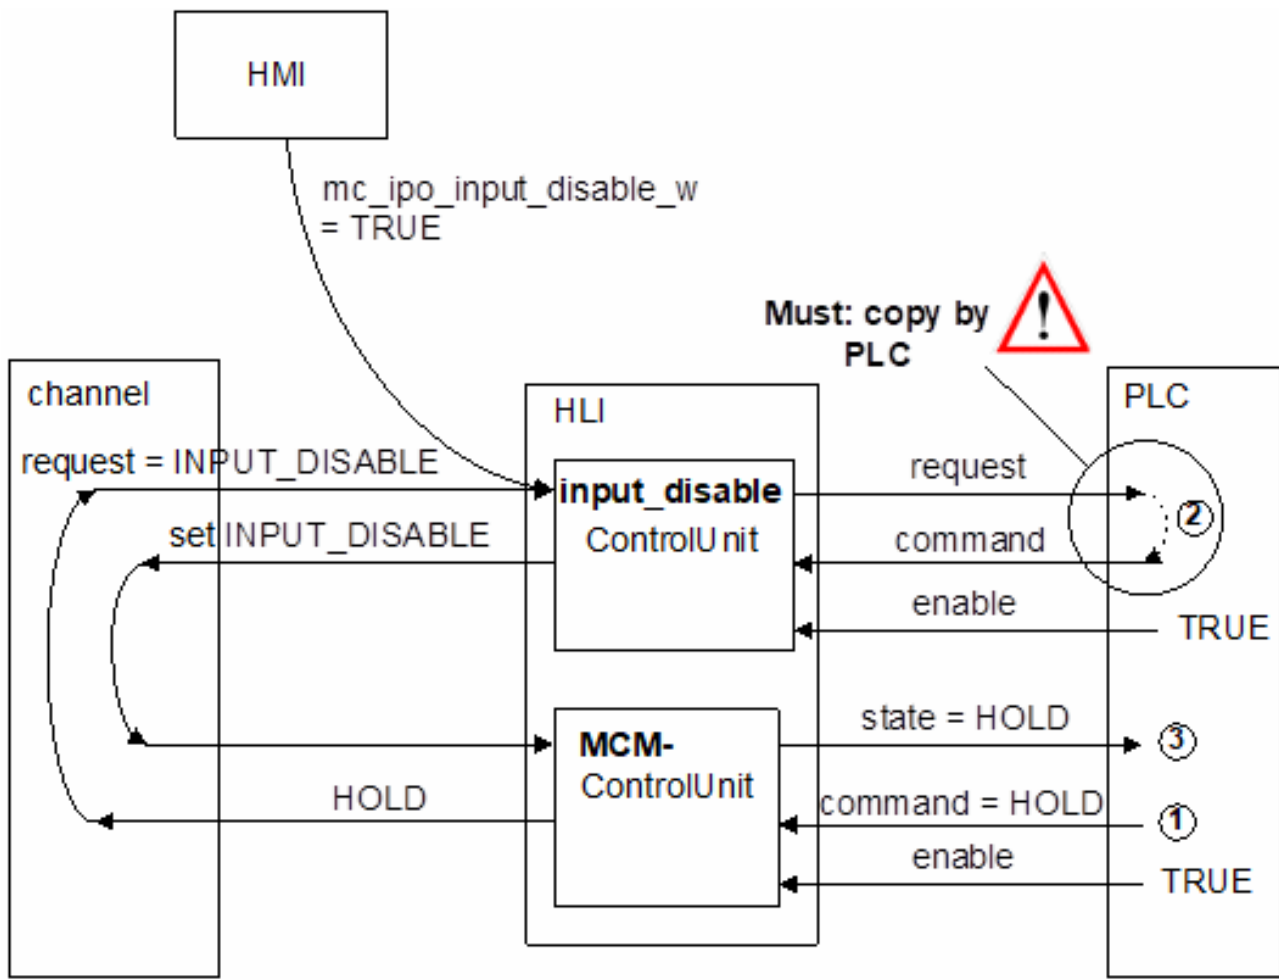 HMI
mc_ipo_input_disable_w
= TRUE
Must: copy by
PLC
!
channel
HLI
PLC
request = INPUT_DISABLE
input_disable
ControlUnit
request
2
set INPUT_DISABLE
command
enable
TRUE
MCM-
ControlUnit
state = HOLD
3
HOLD
command = HOLD
1
enable
TRUE